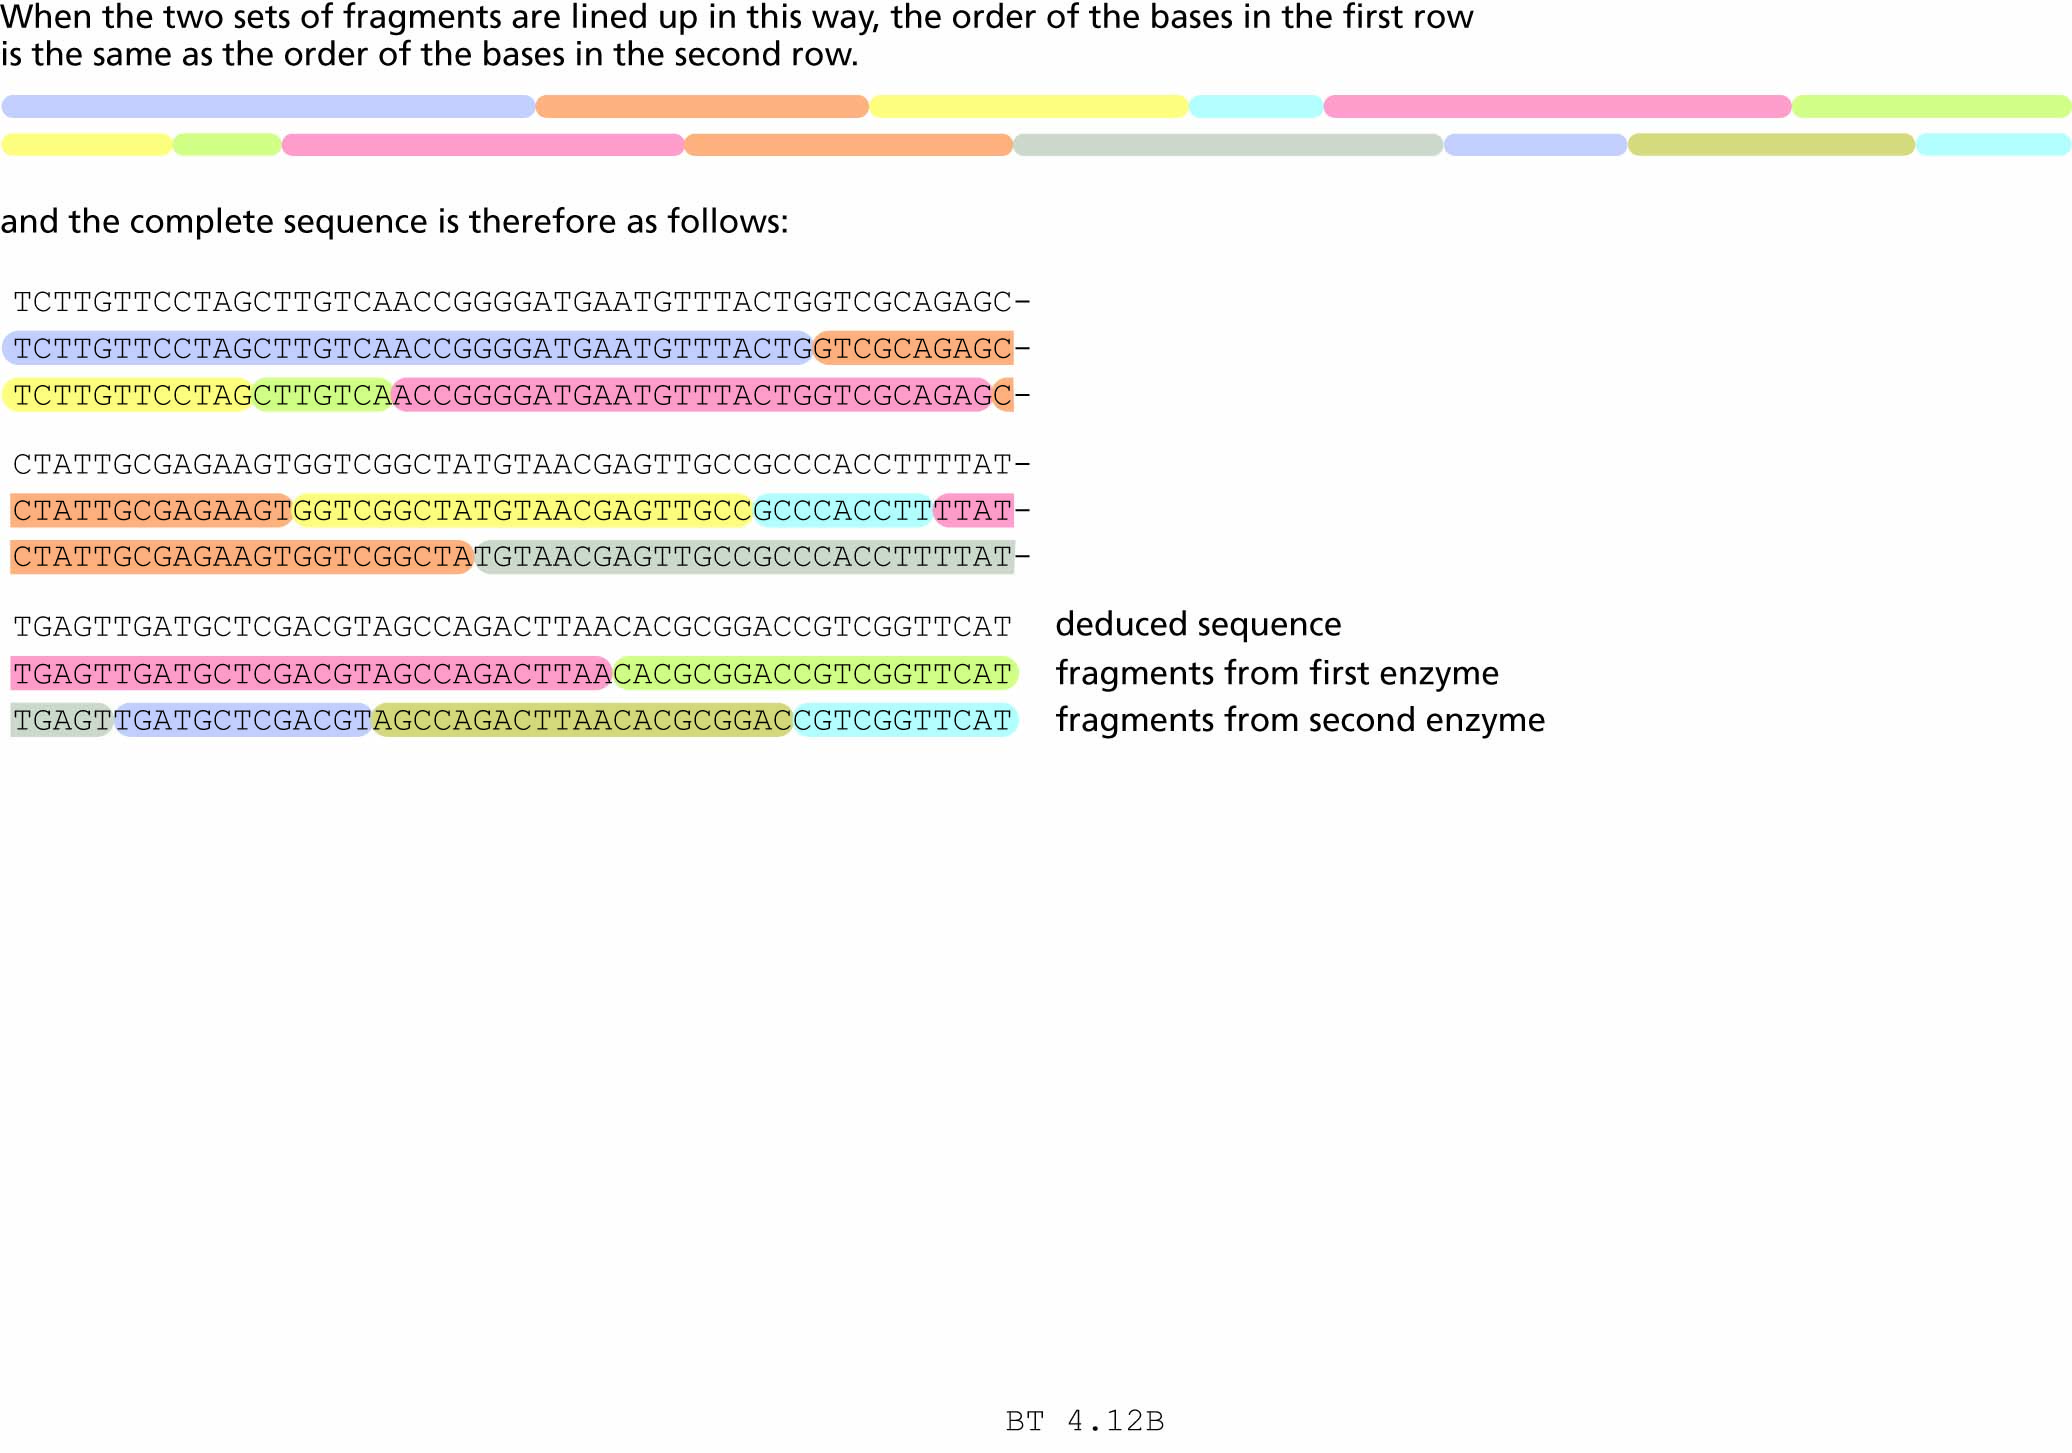 When the two sets of fragments are lined up in this way, the order of the bases in the first row
is the same as the order of the bases in the second row.
and the complete sequence is therefore as follows:
TCTTGTTCCTAGCTTGTCAACCGGGGATGAATGTTTACTGGTCGCAGAGC–
TCTTGTTCCTAGCTTGTCAACCGGGGATGAATGTTTACTGGTCGCAGAGC–
TCTTGTTCCTAGCTTGTCAACCGGGGATGAATGTTTACTGGTCGCAGAGC–
CTATTGCGAGAAGTGGTCGGCTATGTAACGAGTTGCCGCCCACCTTTTAT–
CTATTGCGAGAAGTGGTCGGCTATGTAACGAGTTGCCGCCCACCTTTTAT–
CTATTGCGAGAAGTGGTCGGCTATGTAACGAGTTGCCGCCCACCTTTTAT–
TGAGTTGATGCTCGACGTAGCCAGACTTAACACGCGGACCGTCGGTTCAT deduced sequence
TGAGTTGATGCTCGACGTAGCCAGACTTAACACGCGGACCGTCGGTTCAT fragments from first enzyme
TGAGTTGATGCTCGACGTAGCCAGACTTAACACGCGGACCGTCGGTTCAT fragments from second enzyme
BT 4.12B